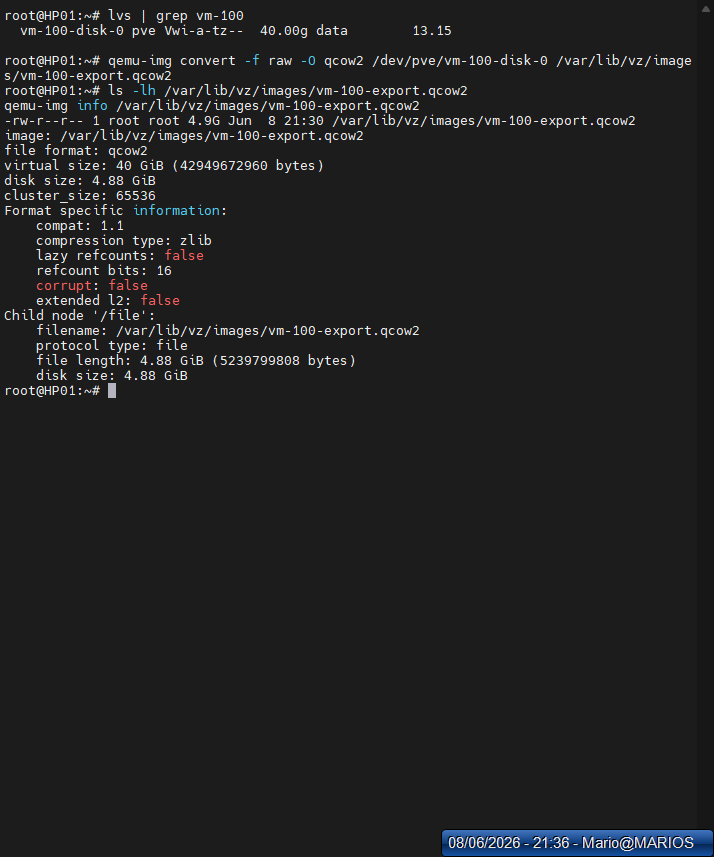 root@HP01:~# lvs | grep vm-100
  vm-100-disk-0 pve Vwi-a-tz--  40.00g data         13.15
root@HP01:~# qemu-img convert -f raw -O qcow2 /dev/pve/vm-100-disk-0 /var/lib/vz/image
s/vm-100-export.qcow2
root@HP01:~# ls -lh /var/lib/vz/images/vm-100-export.qcow2
qemu-img info /var/lib/vz/images/vm-100-export.qcow2
-rw-r--r-- 1 root root 4.9G Jun  8 21:30 /var/lib/vz/images/vm-100-export.qcow2
image: /var/lib/vz/images/vm-100-export.qcow2
file format: qcow2
virtual size: 40 GiB (42949672960 bytes)
disk size: 4.88 GiB
cluster_size: 65536
Format specific information:
    compat: 1.1
    compression type: zlib
    lazy refcounts: false
    refcount bits: 16
    corrupt: false
    extended l2: false
Child node '/file':
    filename: /var/lib/vz/images/vm-100-export.qcow2
    protocol type: file
    file length: 4.88 GiB (5239799808 bytes)
    disk size: 4.88 GiB
root@HP01:~#
08/06/2026 - 21:36 - Mario@MARIOS